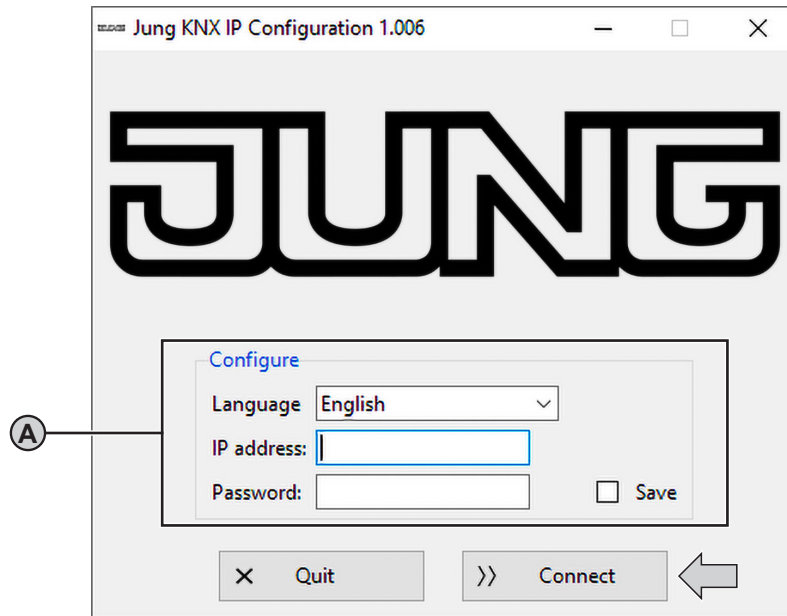 Jung KNX IP Configuration 1.006
JUNG
Configure
Language English
IP address:
Password: Save
A
Quit Connect